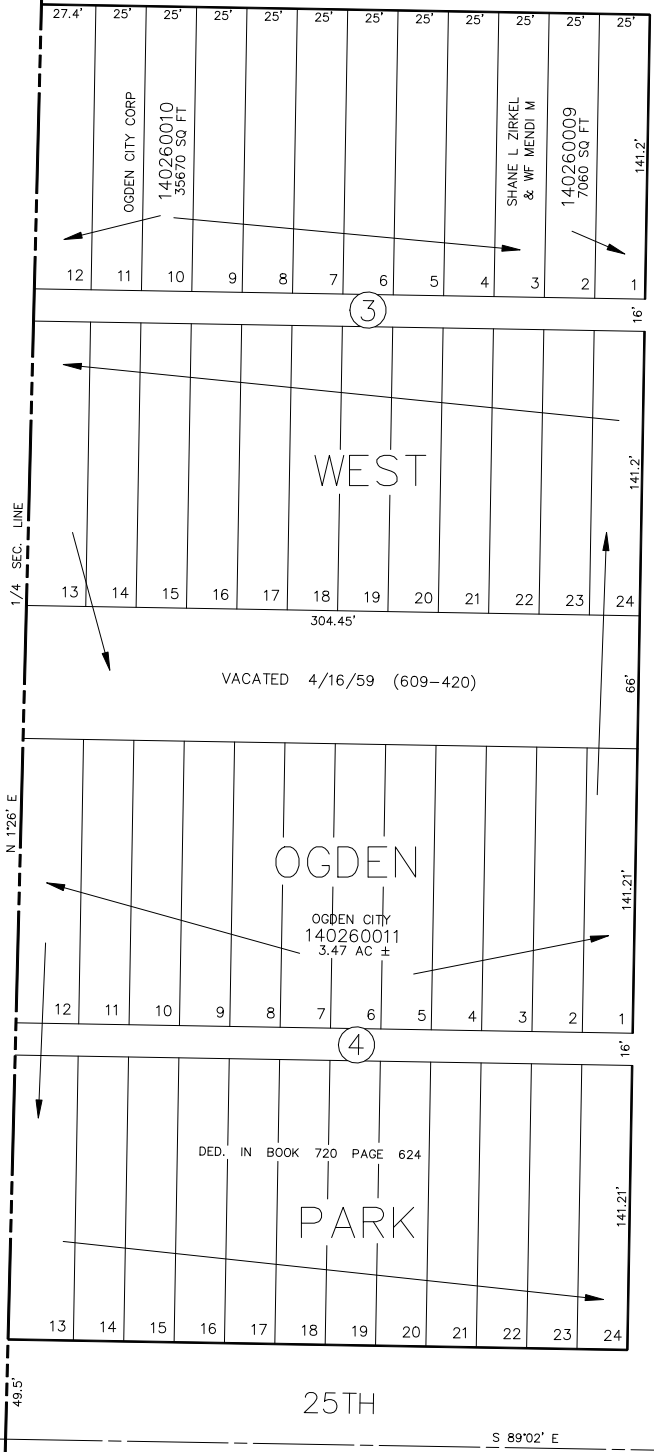 27.4' 25' 25' 25' 25' 25' 25' 25' 25' 25' 25' 25'
OGDEN CITY CORP
140260010
35670 SQ FT
SHANE L ZIRKEL
& WF MENDI M
140260009
7060 SQ FT
141.2'
12 11 10 9 8 7 6 5 4 3 2 1
3
16'
WEST
141.2'
1/4 SEC. LINE
13 14 15 16 17 18 19 20 21 22 23 24
304.45'
VACATED 4/16/59 (609-420)
66'
N 1°26' E
OGDEN
141.21'
OGDEN CITY
140260011
3.47 AC ±
12 11 10 9 8 7 6 5 4 3 2 1
4
16'
DED. IN BOOK 720 PAGE 624
PARK
141.21'
13 14 15 16 17 18 19 20 21 22 23 24
49.5'
25TH
S 89°02' E